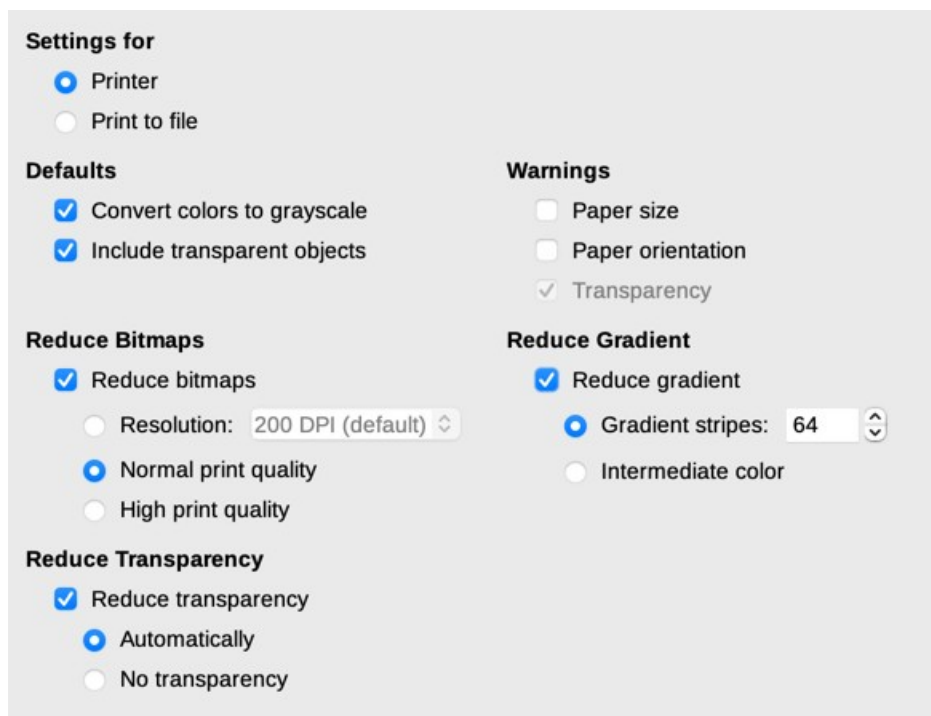 Settings for
Printer
Print to file
Defaults
Convert colors to grayscale
Include transparent objects
Warnings
Paper size
Paper orientation
Transparency
Reduce Bitmaps
Reduce bitmaps
Resolution: 200 DPI (default)
Normal print quality
High print quality
Reduce Gradient
Reduce gradient
Gradient stripes: 64
Intermediate color
Reduce Transparency
Reduce transparency
Automatically
No transparency